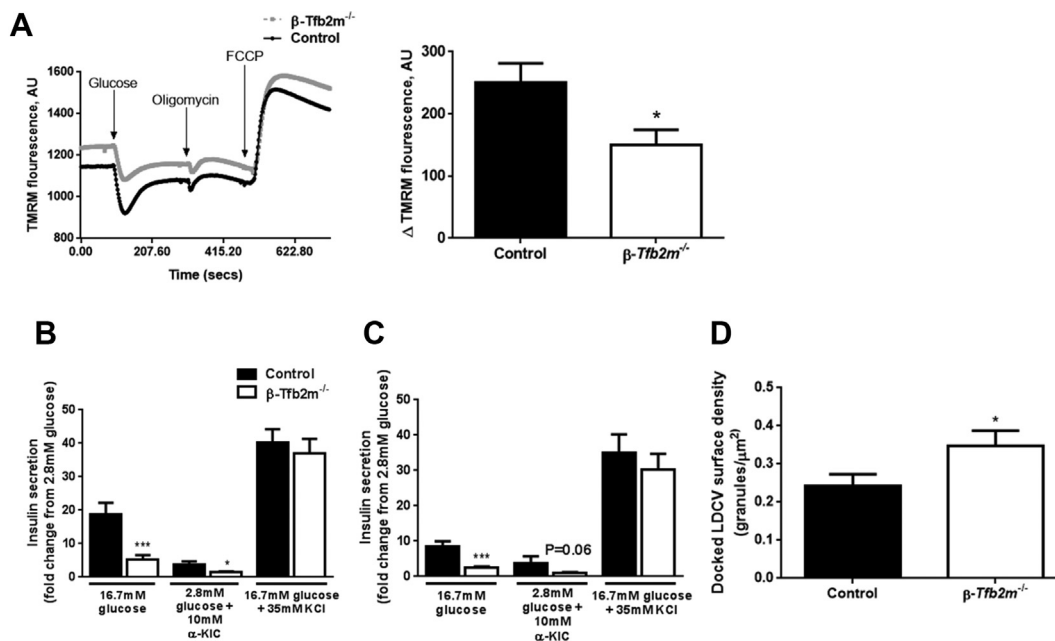 A
β-Tfb2m-/-
Control
TMRM flourescence, AU
1600
1400
1200
1000
800
Glucose
Oligomycin
FCCP
0.00 207.60 415.20 622.80
Time (secs)
Δ TMRM flourescence, AU
300
200
100
0
*
Control β-Tfb2m-/-
B
Control
β-Tfb2m-/-
Insulin secretion
(fold change from 2.8mM glucose)
50
40
30
20
10
0
***
*
16.7mM
glucose
2.8mM
glucose +
10mM
α-KIC
16.7mM glucose
+ 35mM KCl
C
Insulin secretion
(fold change from 2.8mM glucose)
50
40
30
20
10
0
***
P=0.06
16.7mM
glucose
2.8mM
glucose +
10mM
α-KIC
16.7mM glucose
+ 35mM KCl
D
Docked LDCV surface density
(granules/μm²)
0.5
0.4
0.3
0.2
0.1
0.0
*
Control β-Tfb2m-/-